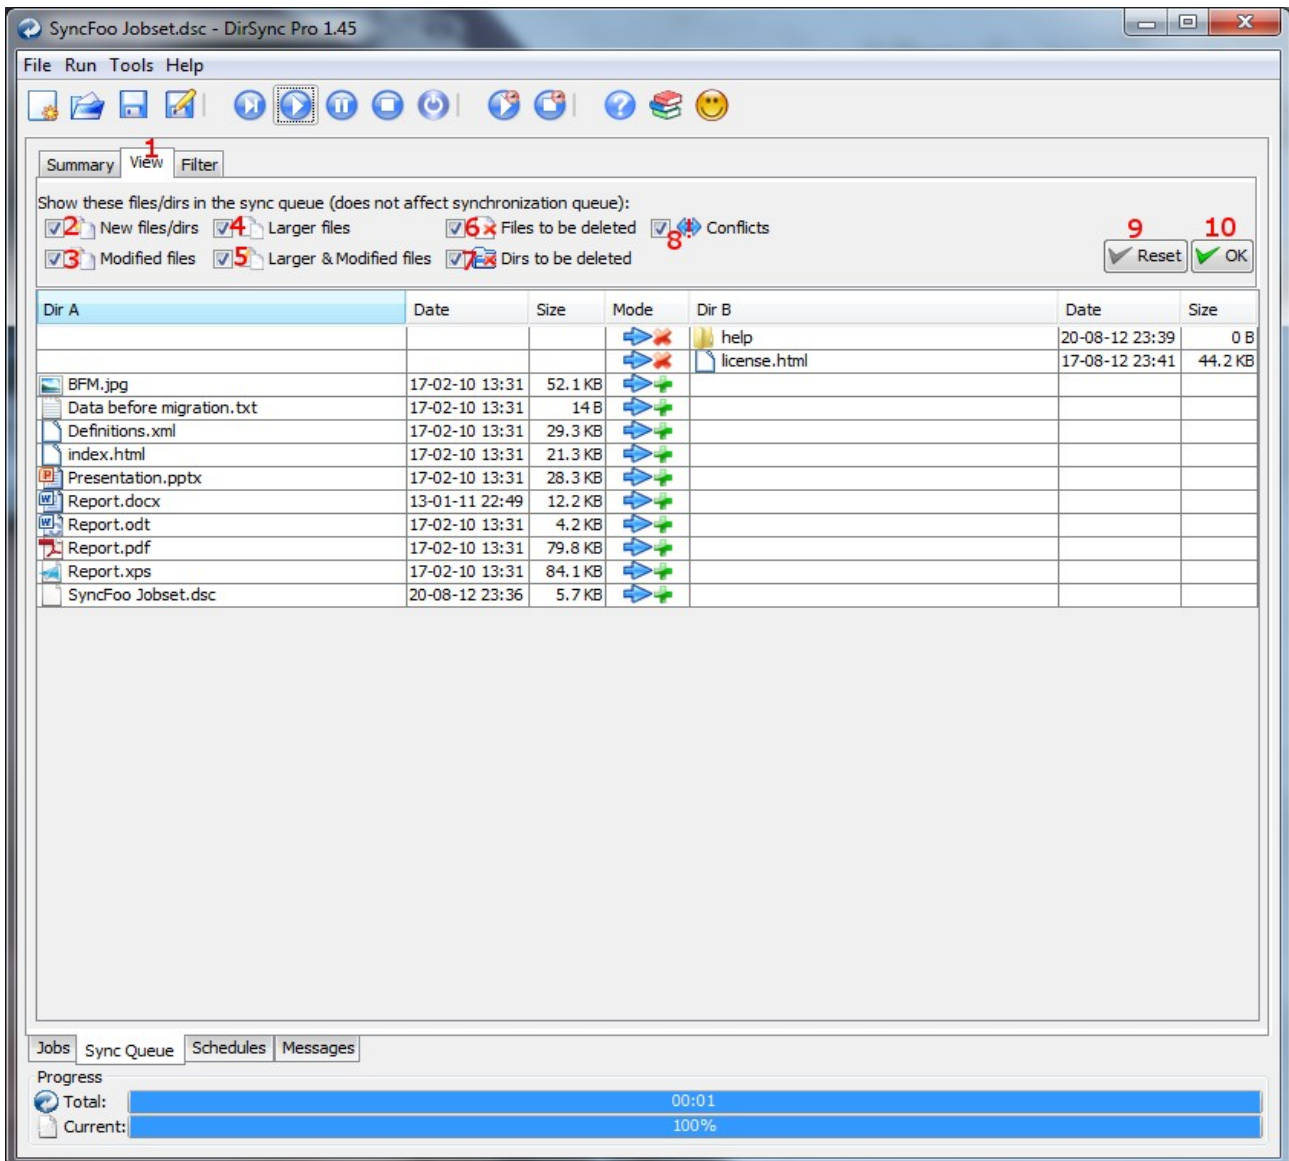 SyncFoo Jobset.dsc - DirSync Pro 1.45
File Run Tools Help
1
Summary View Filter
Show these files/dirs in the sync queue (does not affect synchronization queue):
2 New files/dirs 4 Larger files 6 Files to be deleted 8 Conflicts 9 10
3 Modified files 5 Larger & Modified files 7 Dirs to be deleted Reset OK
Dir A Date Size Mode Dir B Date Size
help 20-08-12 23:39 0 B
license.html 17-08-12 23:41 44.2 KB
BFM.jpg 17-02-10 13:31 52.1 KB
Data before migration.txt 17-02-10 13:31 14 B
Definitions.xml 17-02-10 13:31 29.3 KB
index.html 17-02-10 13:31 21.3 KB
Presentation.pptx 17-02-10 13:31 28.3 KB
Report.docx 13-01-11 22:49 12.2 KB
Report.odt 17-02-10 13:31 4.2 KB
Report.pdf 17-02-10 13:31 79.8 KB
Report.xps 17-02-10 13:31 84.1 KB
SyncFoo Jobset.dsc 20-08-12 23:36 5.7 KB
Jobs Sync Queue Schedules Messages
Progress
Total: 00:01
Current: 100%